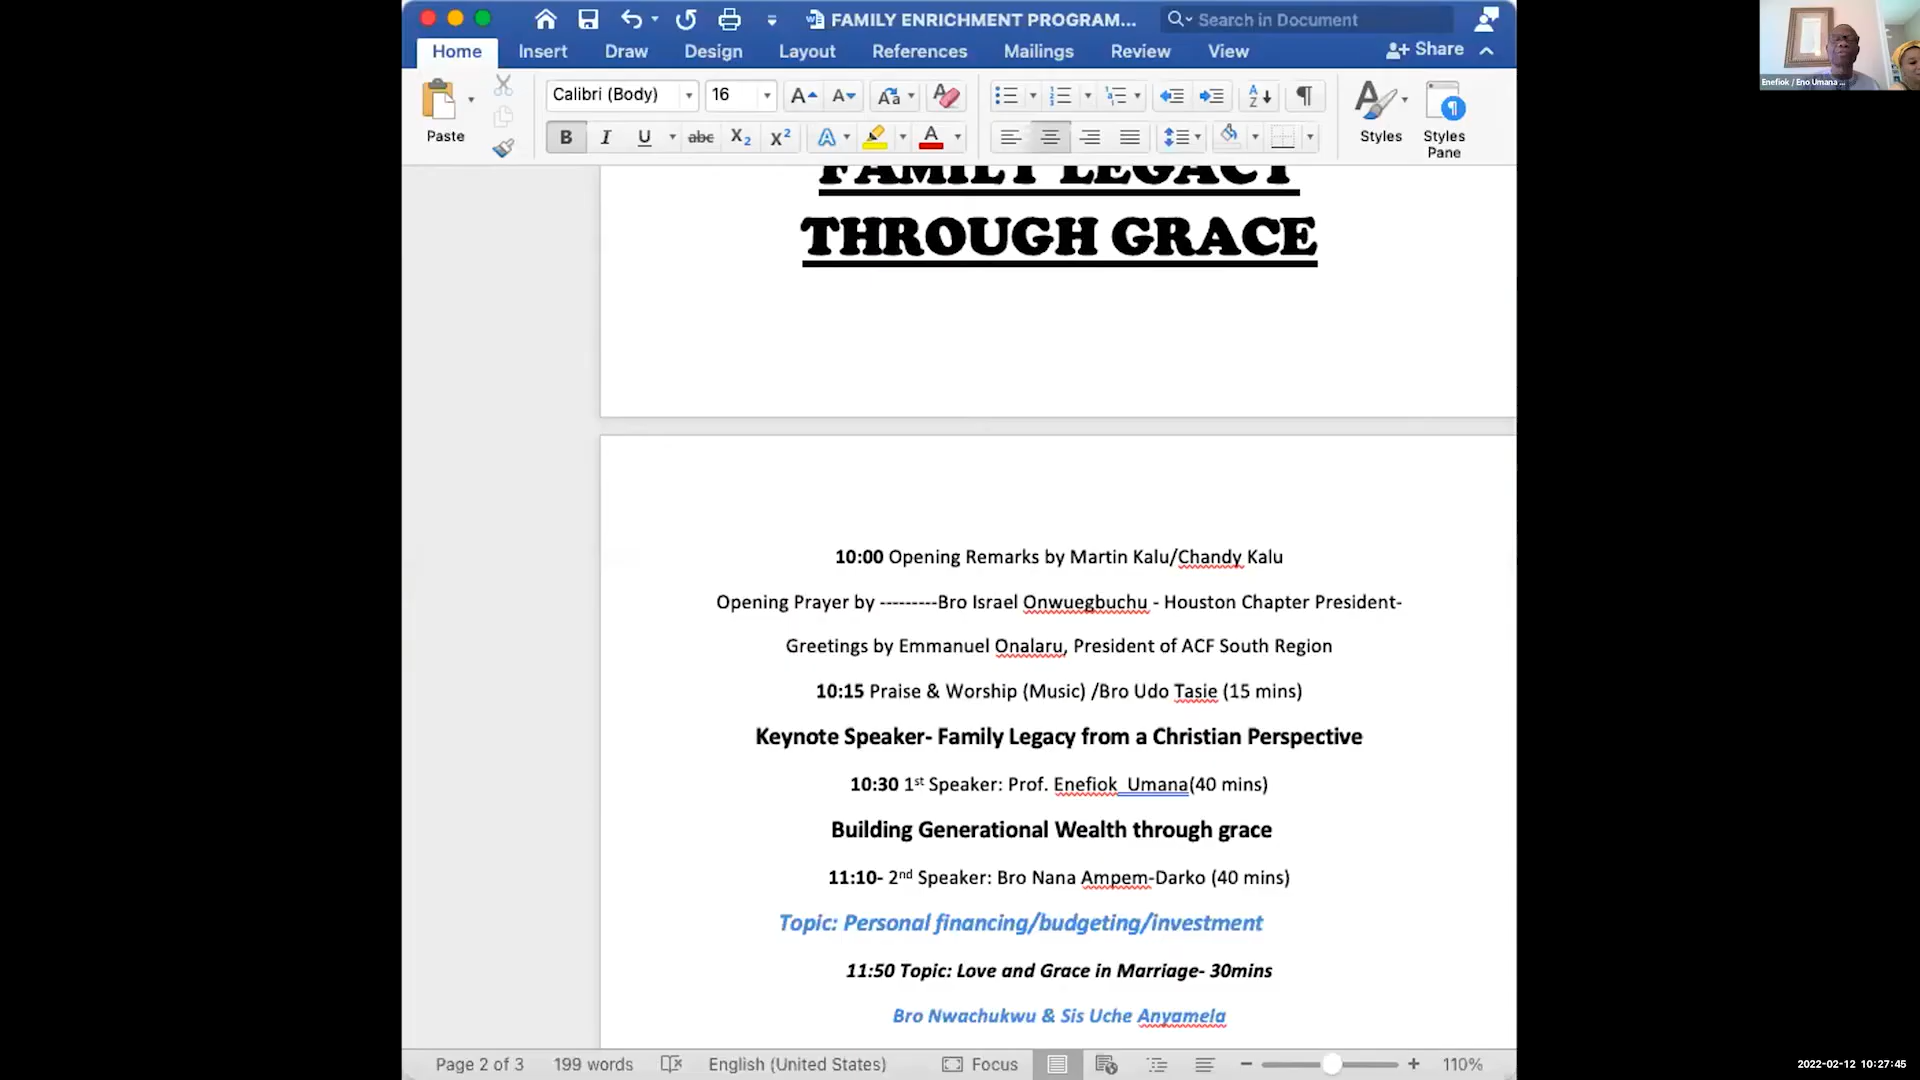 FAMILY ENRICHMENT PROGRAM...
Search in Document
Home Insert Draw Design Layout References Mailings Review View Share
Calibri (Body) 16
Paste
Styles
Styles Pane
FAMILY LEGACY
THROUGH GRACE
10:00 Opening Remarks by Martin Kalu/Chandy Kalu
Opening Prayer by ---------Bro Israel Onwuegbuchu - Houston Chapter President-
Greetings by Emmanuel Onalaru, President of ACF South Region
10:15 Praise & Worship (Music) /Bro Udo Tasie (15 mins)
Keynote Speaker- Family Legacy from a Christian Perspective
10:30 1st Speaker: Prof. Enefiok Umana(40 mins)
Building Generational Wealth through grace
11:10- 2nd Speaker: Bro Nana Ampem-Darko (40 mins)
Topic: Personal financing/budgeting/investment
11:50 Topic: Love and Grace in Marriage- 30mins
Bro Nwachukwu & Sis Uche Anyamela
Page 2 of 3 199 words English (United States) Focus 110%
Enefiok / Eno Umana ...
2022-02-12 10:27:45